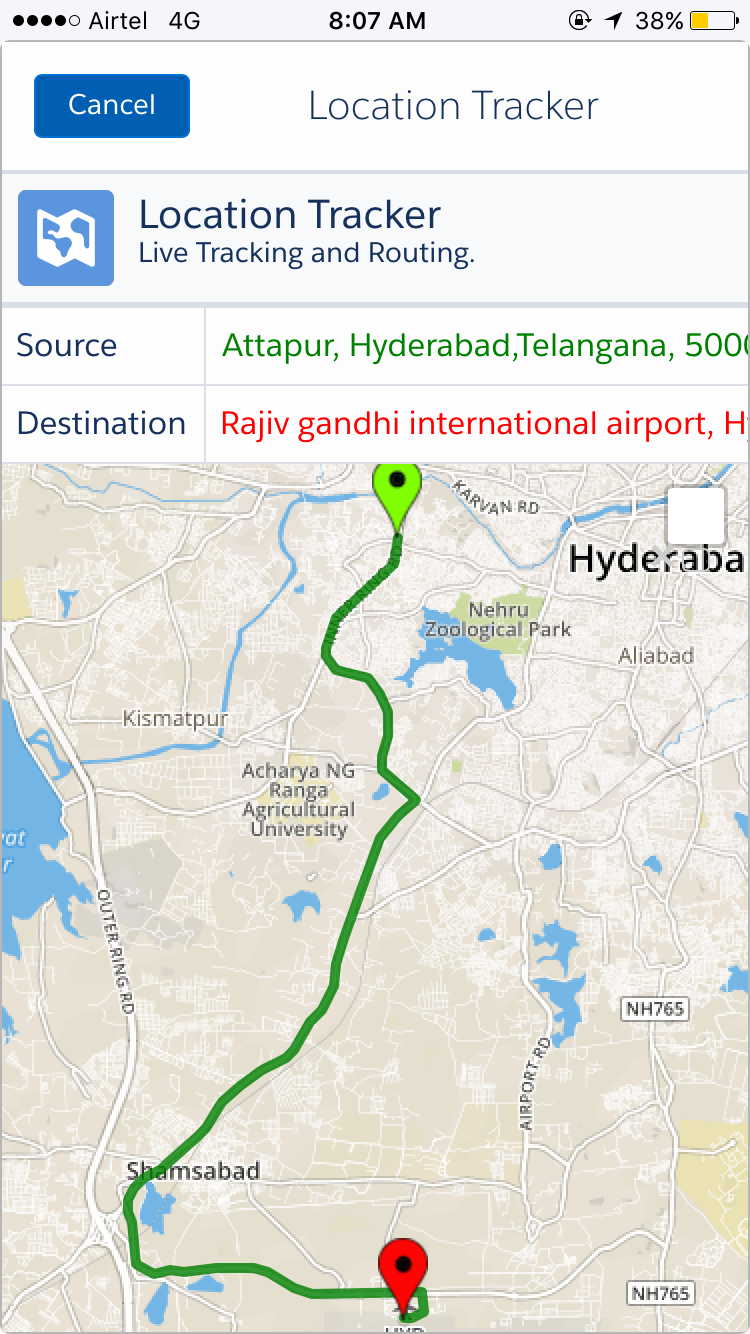 Airtel 4G 8:07 AM 38%
Cancel Location Tracker
Location Tracker
Live Tracking and Routing.
Source Attapur, Hyderabad,Telangana, 500
Destination Rajiv gandhi international airport, H
KARVAN RD
Hyderaba
Nehru
Zoological Park
Aliabad
Kismatpur
Acharya NG
Ranga
Agricultural
University
OUTER RING RD
NH765
AIRPORT RD
Shamsabad
NH765